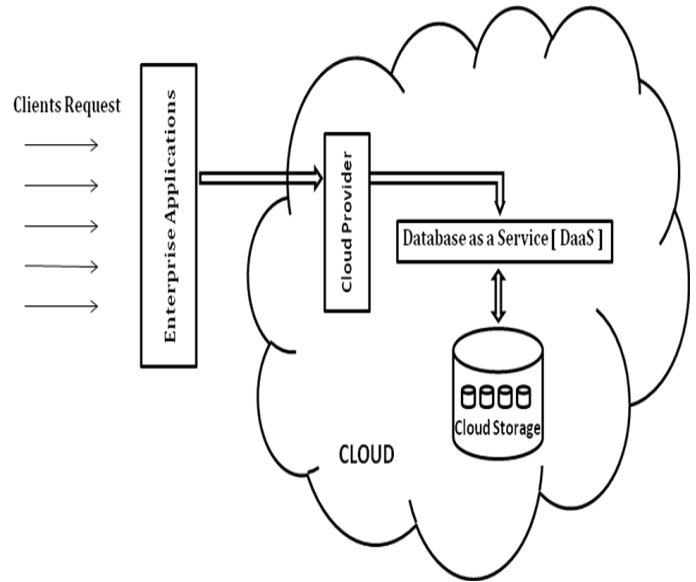 Clients Request
Enterprise Applications
Cloud Provider
Database as a Service [ DaaS ]
Cloud Storage
CLOUD